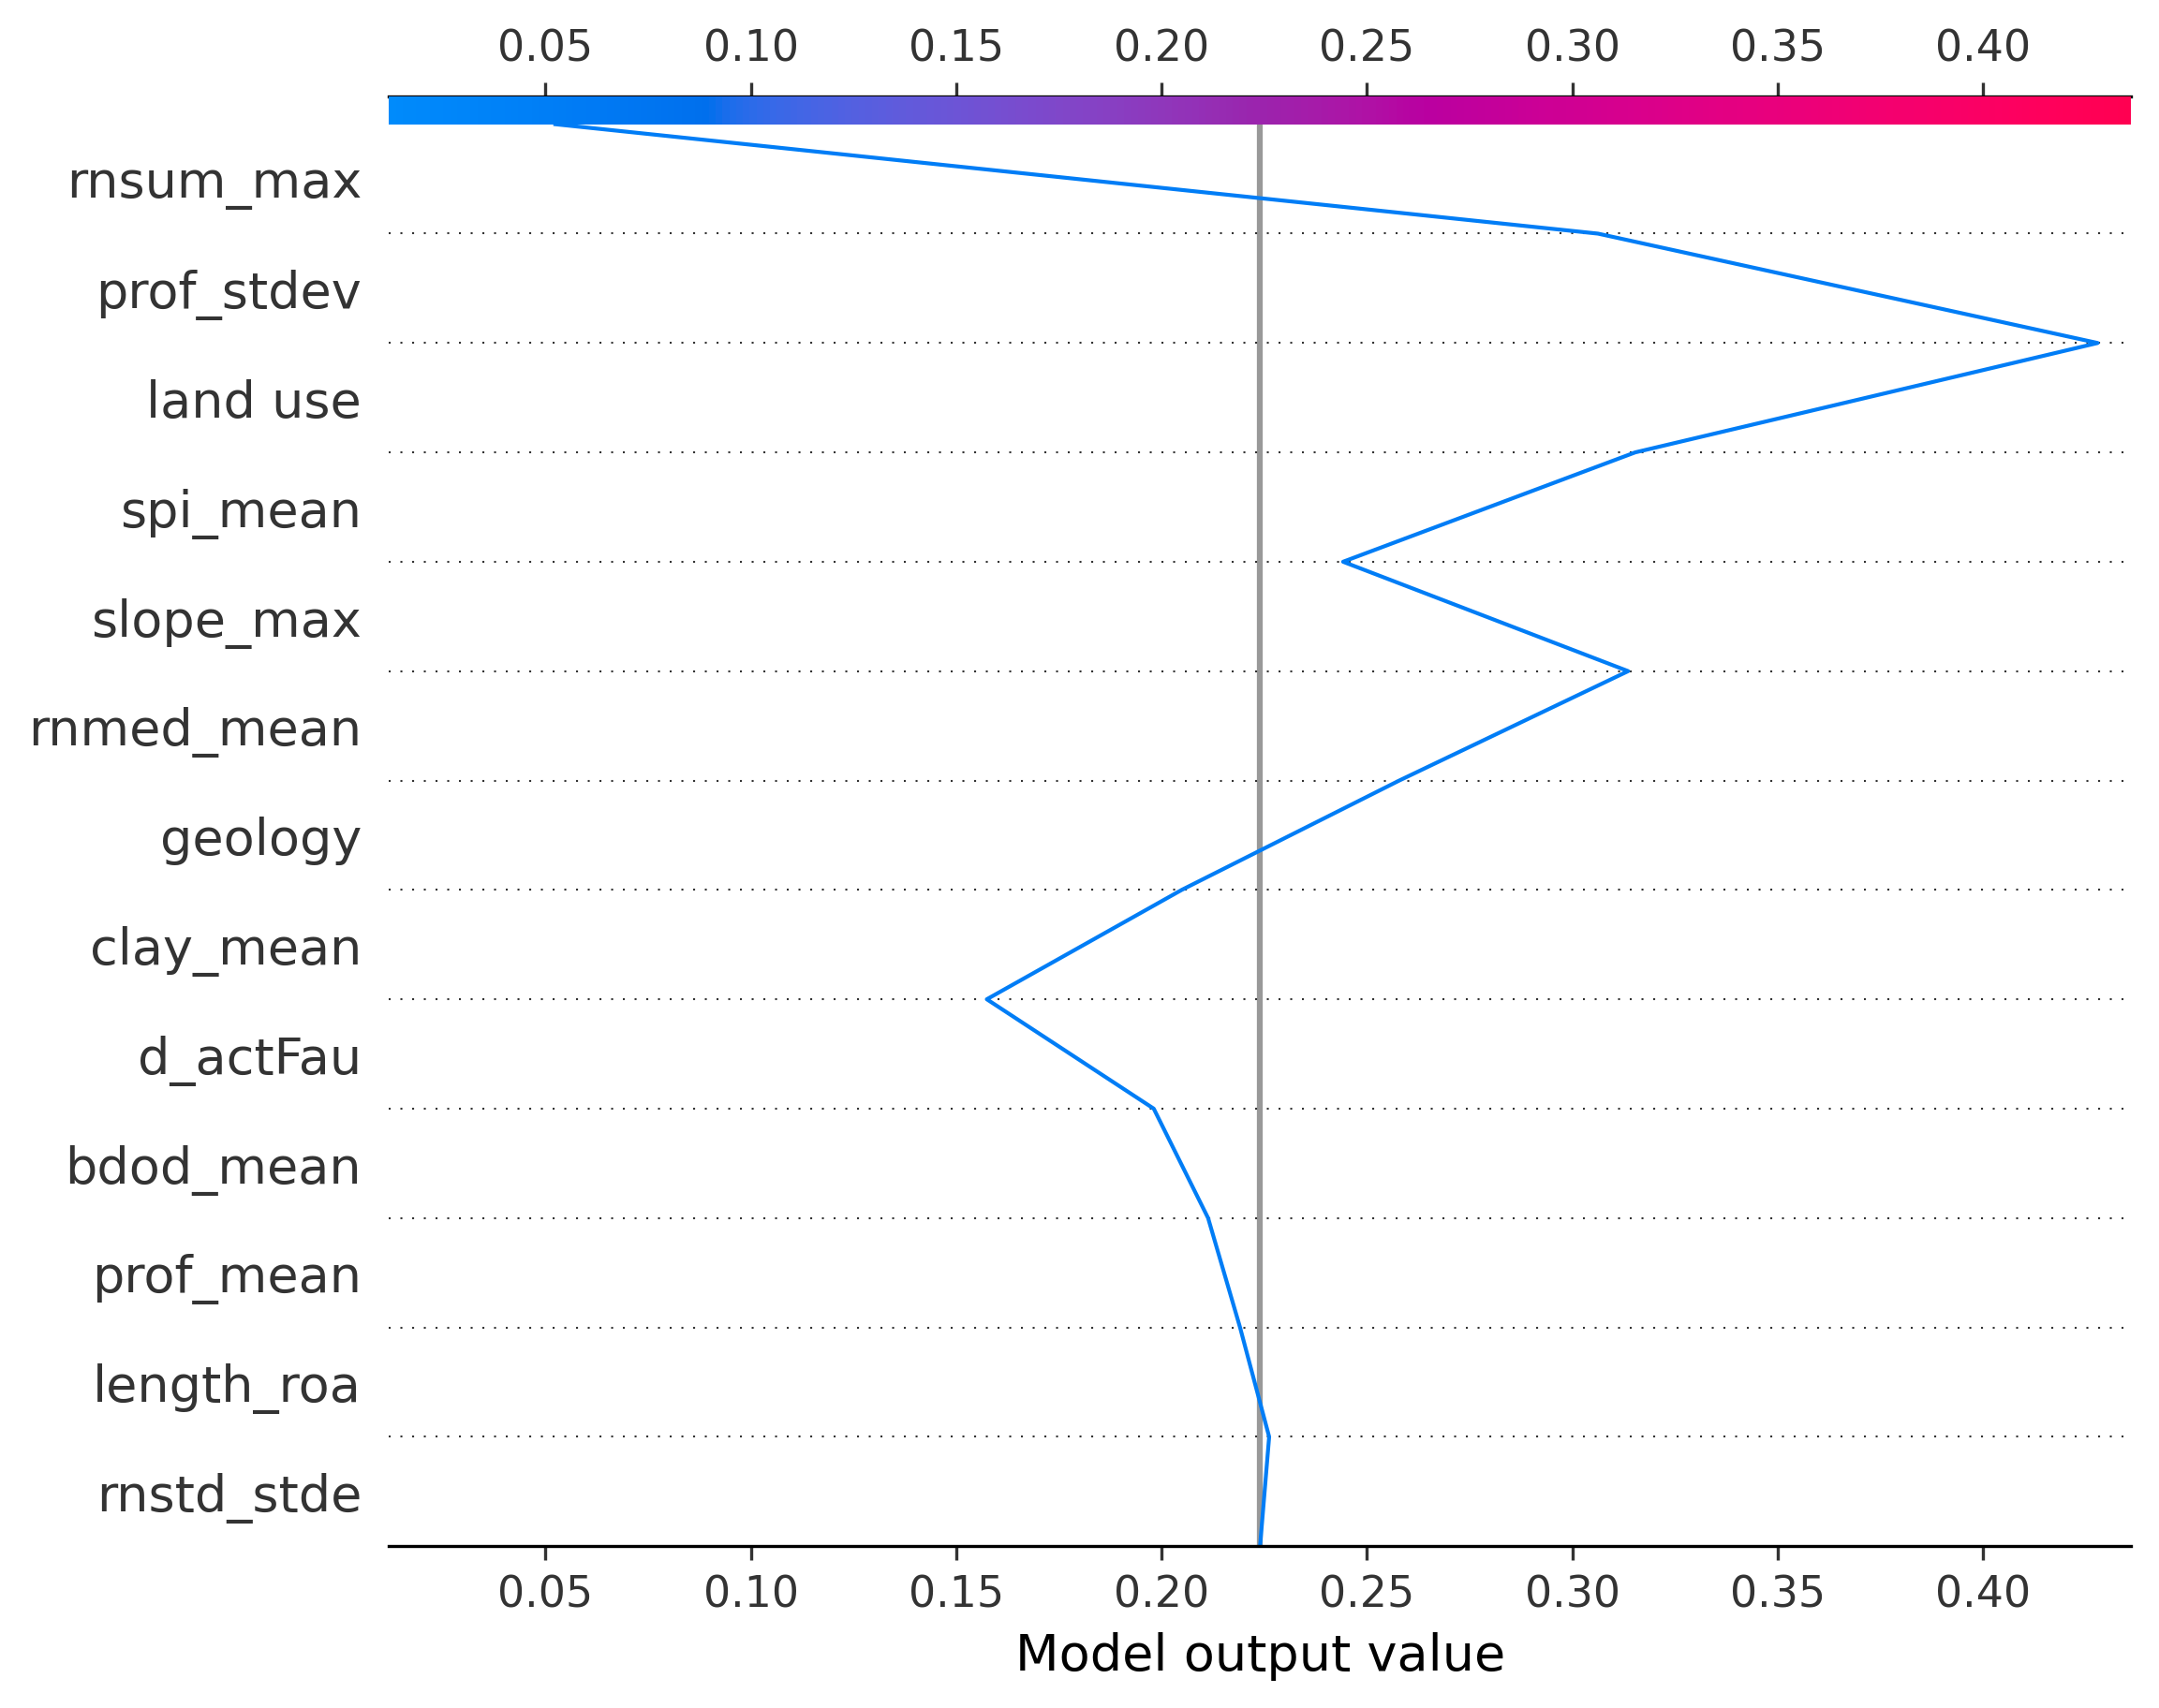 0.05 0.10 0.15 0.20 0.25 0.30 0.35 0.40
rnsum_max
prof_stdev
land use
spi_mean
slope_max
rnmed_mean
geology
clay_mean
d_actFau
bdod_mean
prof_mean
length_roa
rnstd_stde
0.05 0.10 0.15 0.20 0.25 0.30 0.35 0.40
Model output value